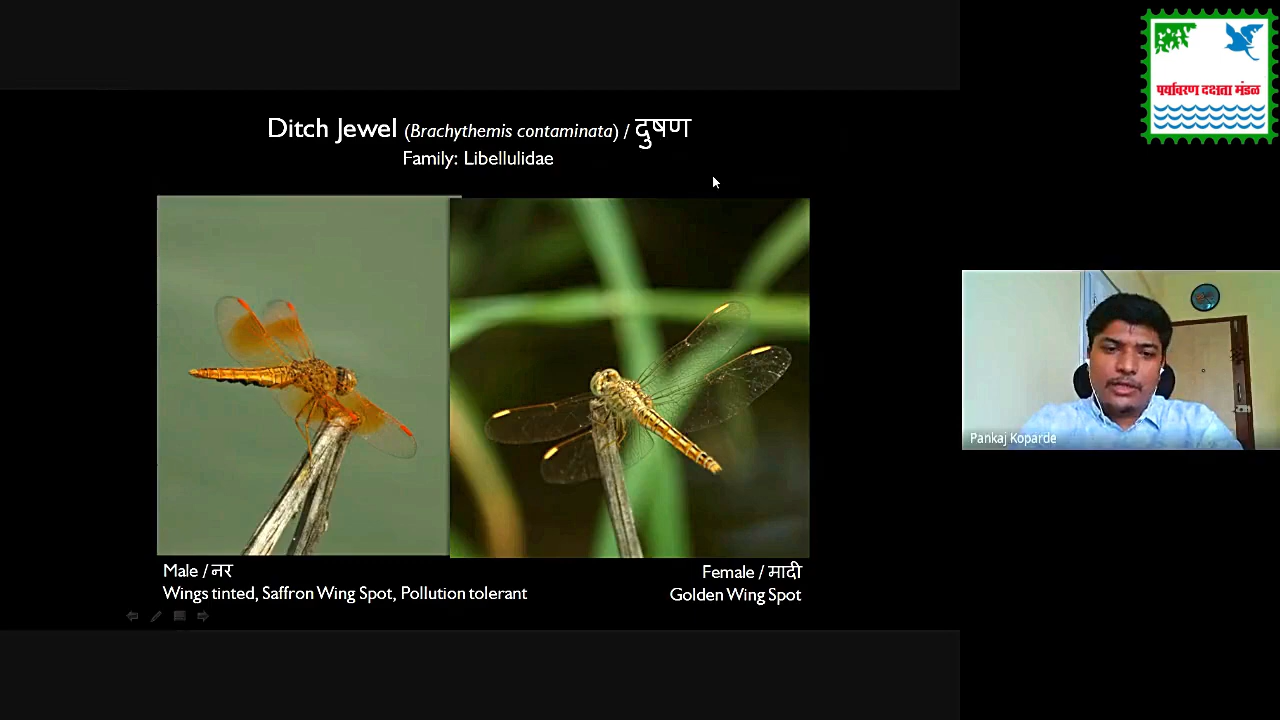 Ditch Jewel (Brachythemis contaminata) / दुषण
Family: Libellulidae
Male / नर
Wings tinted, Saffron Wing Spot, Pollution tolerant
Female / मादी
Golden Wing Spot
पर्यावरण दक्षता मंडळ
Pankaj Koparde